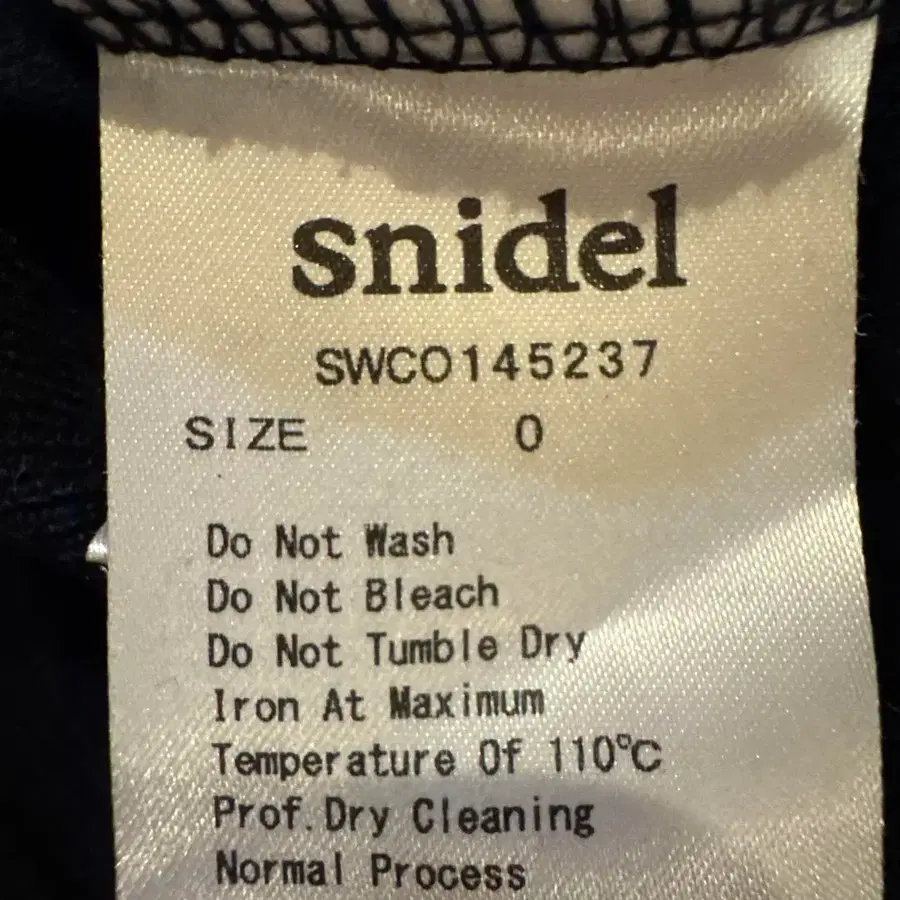 snidel
SWCO145237
SIZE 0
Do Not Wash
Do Not Bleach
Do Not Tumble Dry
Iron At Maximum
Temperature Of 110℃
Prof.Dry Cleaning
Normal Process